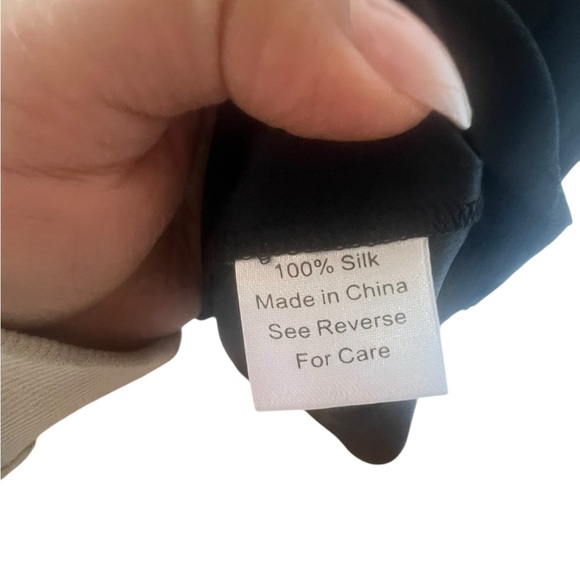 100% Silk
Made in China
See Reverse
For Care